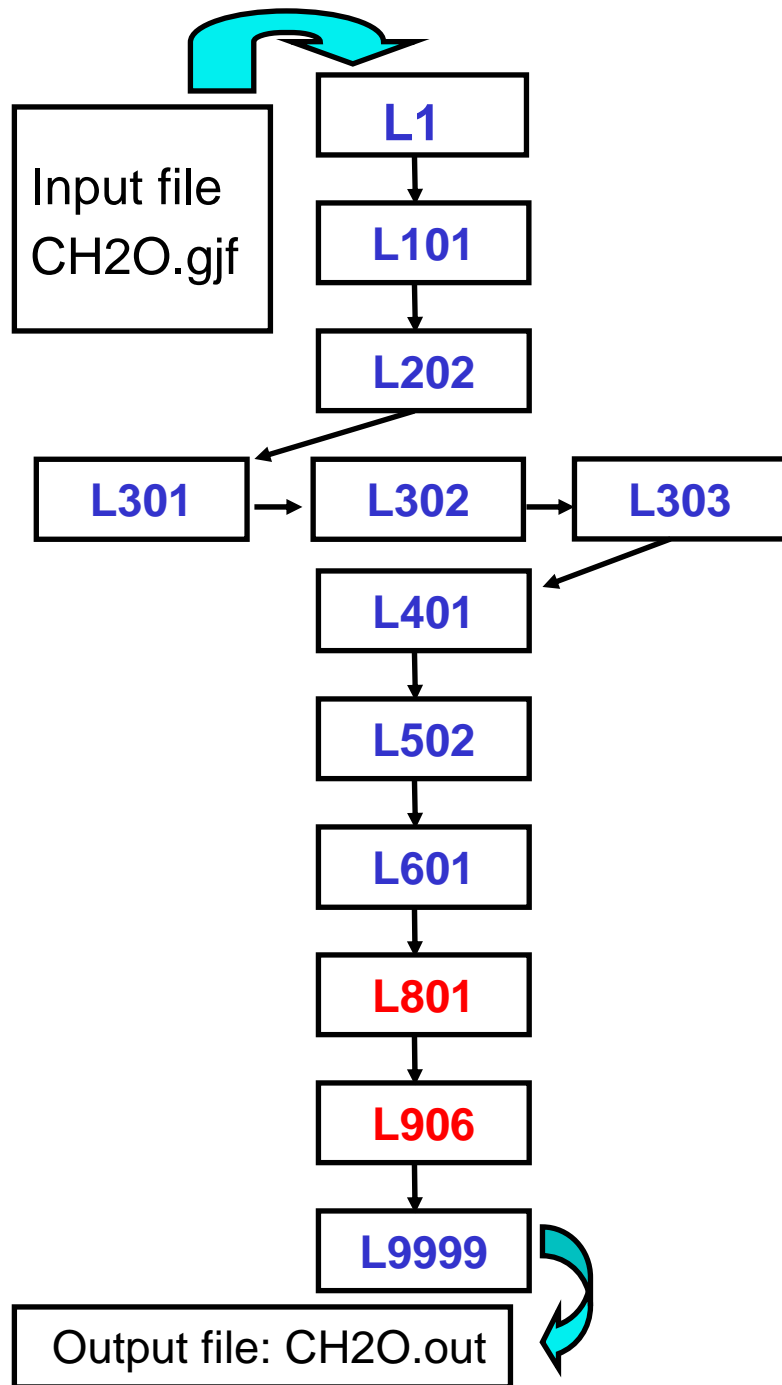 L1
Input file
CH2O.gjf
L101
L202
L301 L302 L303
L401
L502
L601
L801
L906
L9999
Output file: CH2O.out